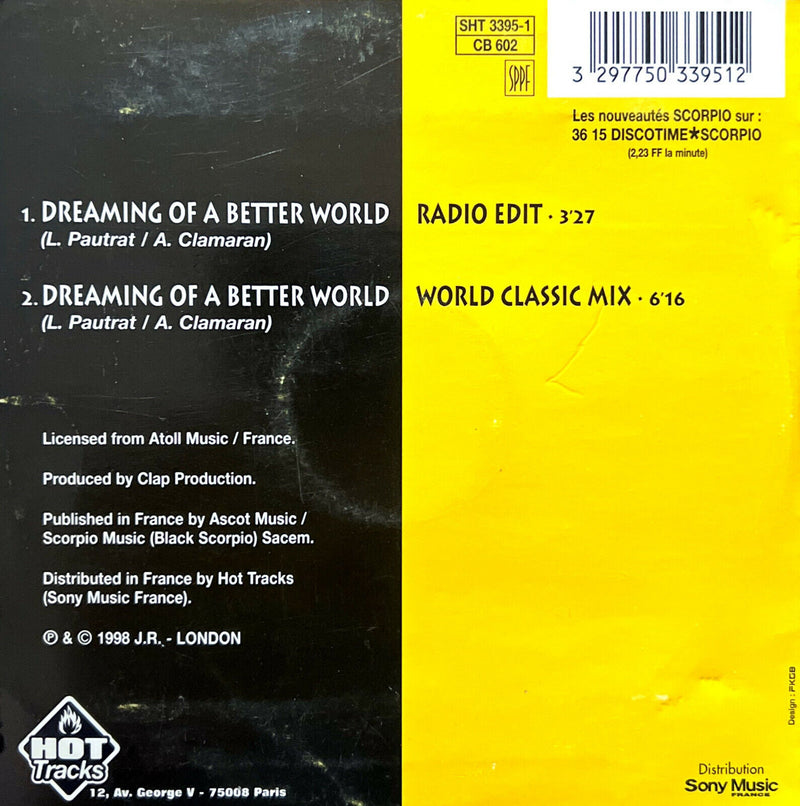 SHT 3395-1
CB 602
SPPF
3 297750 339512
Les nouveautés SCORPIO sur :
36 15 DISCOTIME*SCORPIO
(2,23 FF la minute)
1. DREAMING OF A BETTER WORLD RADIO EDIT · 3'27
(L. Pautrat / A. Clamaran)
2. DREAMING OF A BETTER WORLD WORLD CLASSIC MIX · 6'16
(L. Pautrat / A. Clamaran)
Licensed from Atoll Music / France.
Produced by Clap Production.
Published in France by Ascot Music /
Scorpio Music (Black Scorpio) Sacem.
Distributed in France by Hot Tracks
(Sony Music France).
℗ & © 1998 J.R. - LONDON
Design : FKGB
HOT
Tracks
12, Av. George V - 75008 Paris
Distribution
Sony Music
FRANCE